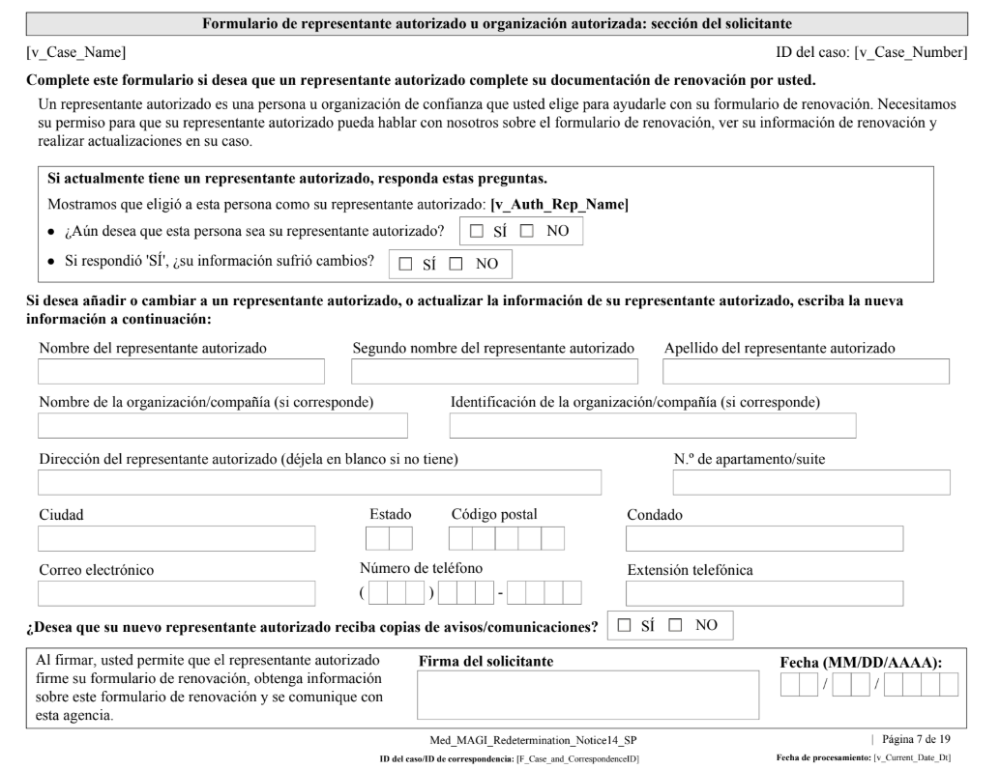 Formulario de representante autorizado u organización autorizada: sección del solicitante
[v_Case_Name] ID del caso: [v_Case_Number]
Complete este formulario si desea que un representante autorizado complete su documentación de renovación por usted.
Un representante autorizado es una persona u organización de confianza que usted elige para ayudarle con su formulario de renovación. Necesitamos
su permiso para que su representante autorizado pueda hablar con nosotros sobre el formulario de renovación, ver su información de renovación y
realizar actualizaciones en su caso.
Si actualmente tiene un representante autorizado, responda estas preguntas.
Mostramos que eligió a esta persona como su representante autorizado: [v_Auth_Rep_Name]
• ¿Aún desea que esta persona sea su representante autorizado? ☐ SÍ ☐ NO
• Si respondió 'SÍ', ¿su información sufrió cambios? ☐ SÍ ☐ NO
Si desea añadir o cambiar a un representante autorizado, o actualizar la información de su representante autorizado, escriba la nueva
información a continuación:
Nombre del representante autorizado Segundo nombre del representante autorizado Apellido del representante autorizado
Nombre de la organización/compañía (si corresponde) Identificación de la organización/compañía (si corresponde)
Dirección del representante autorizado (déjela en blanco si no tiene) N.º de apartamento/suite
Ciudad Estado Código postal Condado
Correo electrónico Número de teléfono Extensión telefónica
( ) -
¿Desea que su nuevo representante autorizado reciba copias de avisos/comunicaciones? ☐ SÍ ☐ NO
Al firmar, usted permite que el representante autorizado
firme su formulario de renovación, obtenga información
sobre este formulario de renovación y se comunique con
esta agencia.
Firma del solicitante
Fecha (MM/DD/AAAA):
/ /
Med_MAGI_Redetermination_Notice14_SP | Página 7 de 19
ID del caso/ID de correspondencia: [F_Case_and_CorrespondenceID] Fecha de procesamiento: [v_Current_Date_Dt]